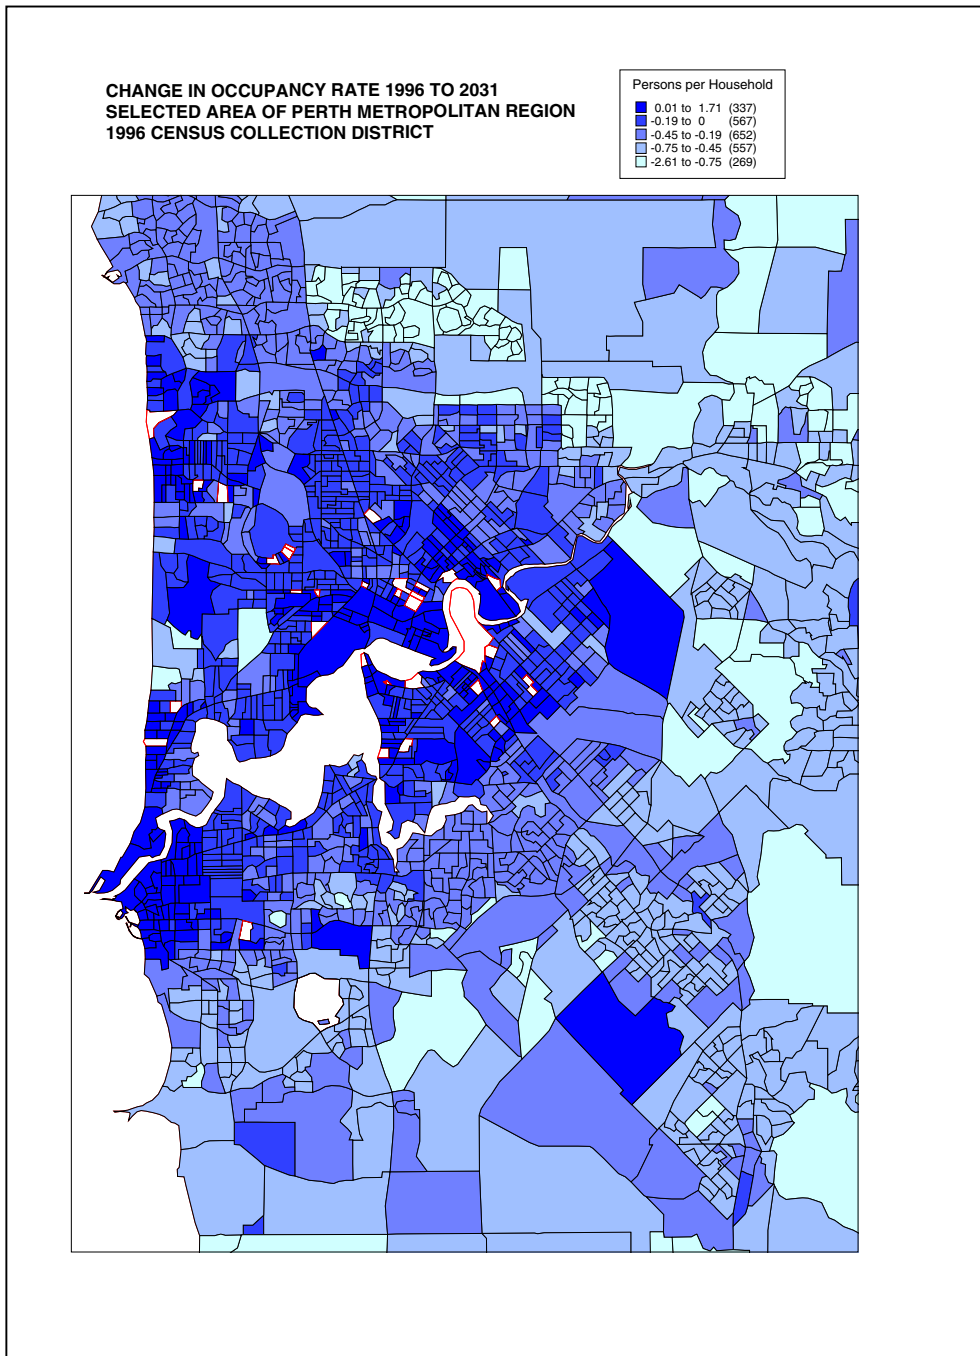 CHANGE IN OCCUPANCY RATE 1996 TO 2031
SELECTED AREA OF PERTH METROPOLITAN REGION
1996 CENSUS COLLECTION DISTRICT
Persons per Household
0.01 to 1.71 (337)
-0.19 to 0 (567)
-0.45 to -0.19 (652)
-0.75 to -0.45 (557)
-2.61 to -0.75 (269)